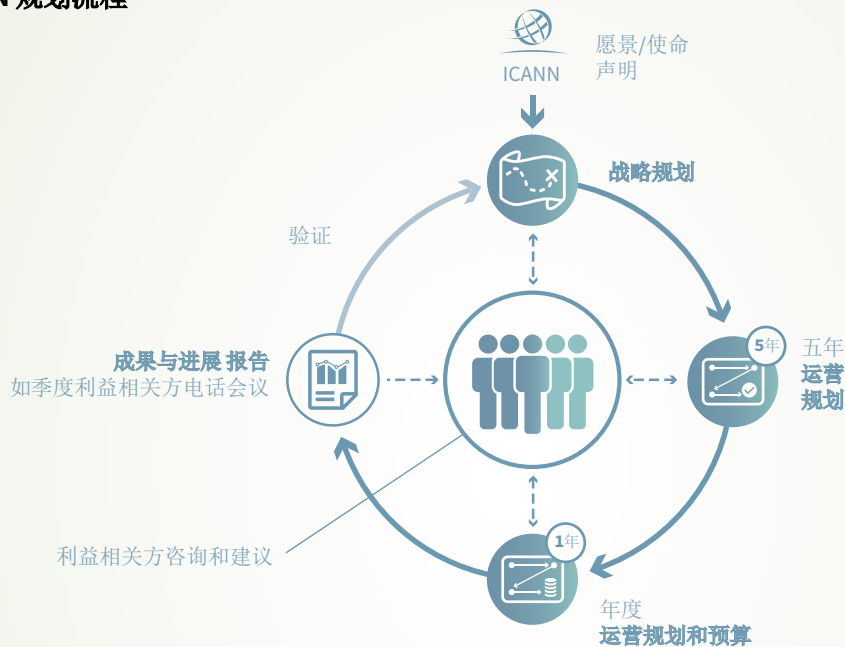 N 规划流程
ICANN
愿景/使命
声明
战略规划
验证
5年
五年
运营
规划
成果与进展 报告
如季度利益相关方电话会议
利益相关方咨询和建议
1年
年度
运营规划和预算